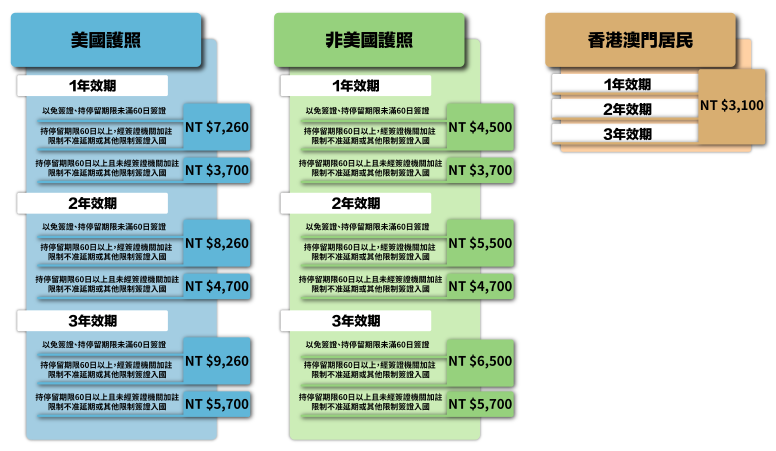 美國護照
1年效期
以免簽證、持停留期限未滿60日簽證
持停留期限60日以上，經簽證機關加註
限制不准延期或其他限制簽證入國
NT $7,260
持停留期限60日以上且未經簽證機關加註
限制不准延期或其他限制簽證入國
NT $3,700
2年效期
以免簽證、持停留期限未滿60日簽證
持停留期限60日以上，經簽證機關加註
限制不准延期或其他限制簽證入國
NT $8,260
持停留期限60日以上且未經簽證機關加註
限制不准延期或其他限制簽證入國
NT $4,700
3年效期
以免簽證、持停留期限未滿60日簽證
持停留期限60日以上，經簽證機關加註
限制不准延期或其他限制簽證入國
NT $9,260
持停留期限60日以上且未經簽證機關加註
限制不准延期或其他限制簽證入國
NT $5,700
非美國護照
1年效期
以免簽證、持停留期限未滿60日簽證
持停留期限60日以上，經簽證機關加註
限制不准延期或其他限制簽證入國
NT $4,500
持停留期限60日以上且未經簽證機關加註
限制不准延期或其他限制簽證入國
NT $3,700
2年效期
以免簽證、持停留期限未滿60日簽證
持停留期限60日以上，經簽證機關加註
限制不准延期或其他限制簽證入國
NT $5,500
持停留期限60日以上且未經簽證機關加註
限制不准延期或其他限制簽證入國
NT $4,700
3年效期
以免簽證、持停留期限未滿60日簽證
持停留期限60日以上，經簽證機關加註
限制不准延期或其他限制簽證入國
NT $6,500
持停留期限60日以上且未經簽證機關加註
限制不准延期或其他限制簽證入國
NT $5,700
香港澳門居民
1年效期
2年效期
3年效期
NT $3,100